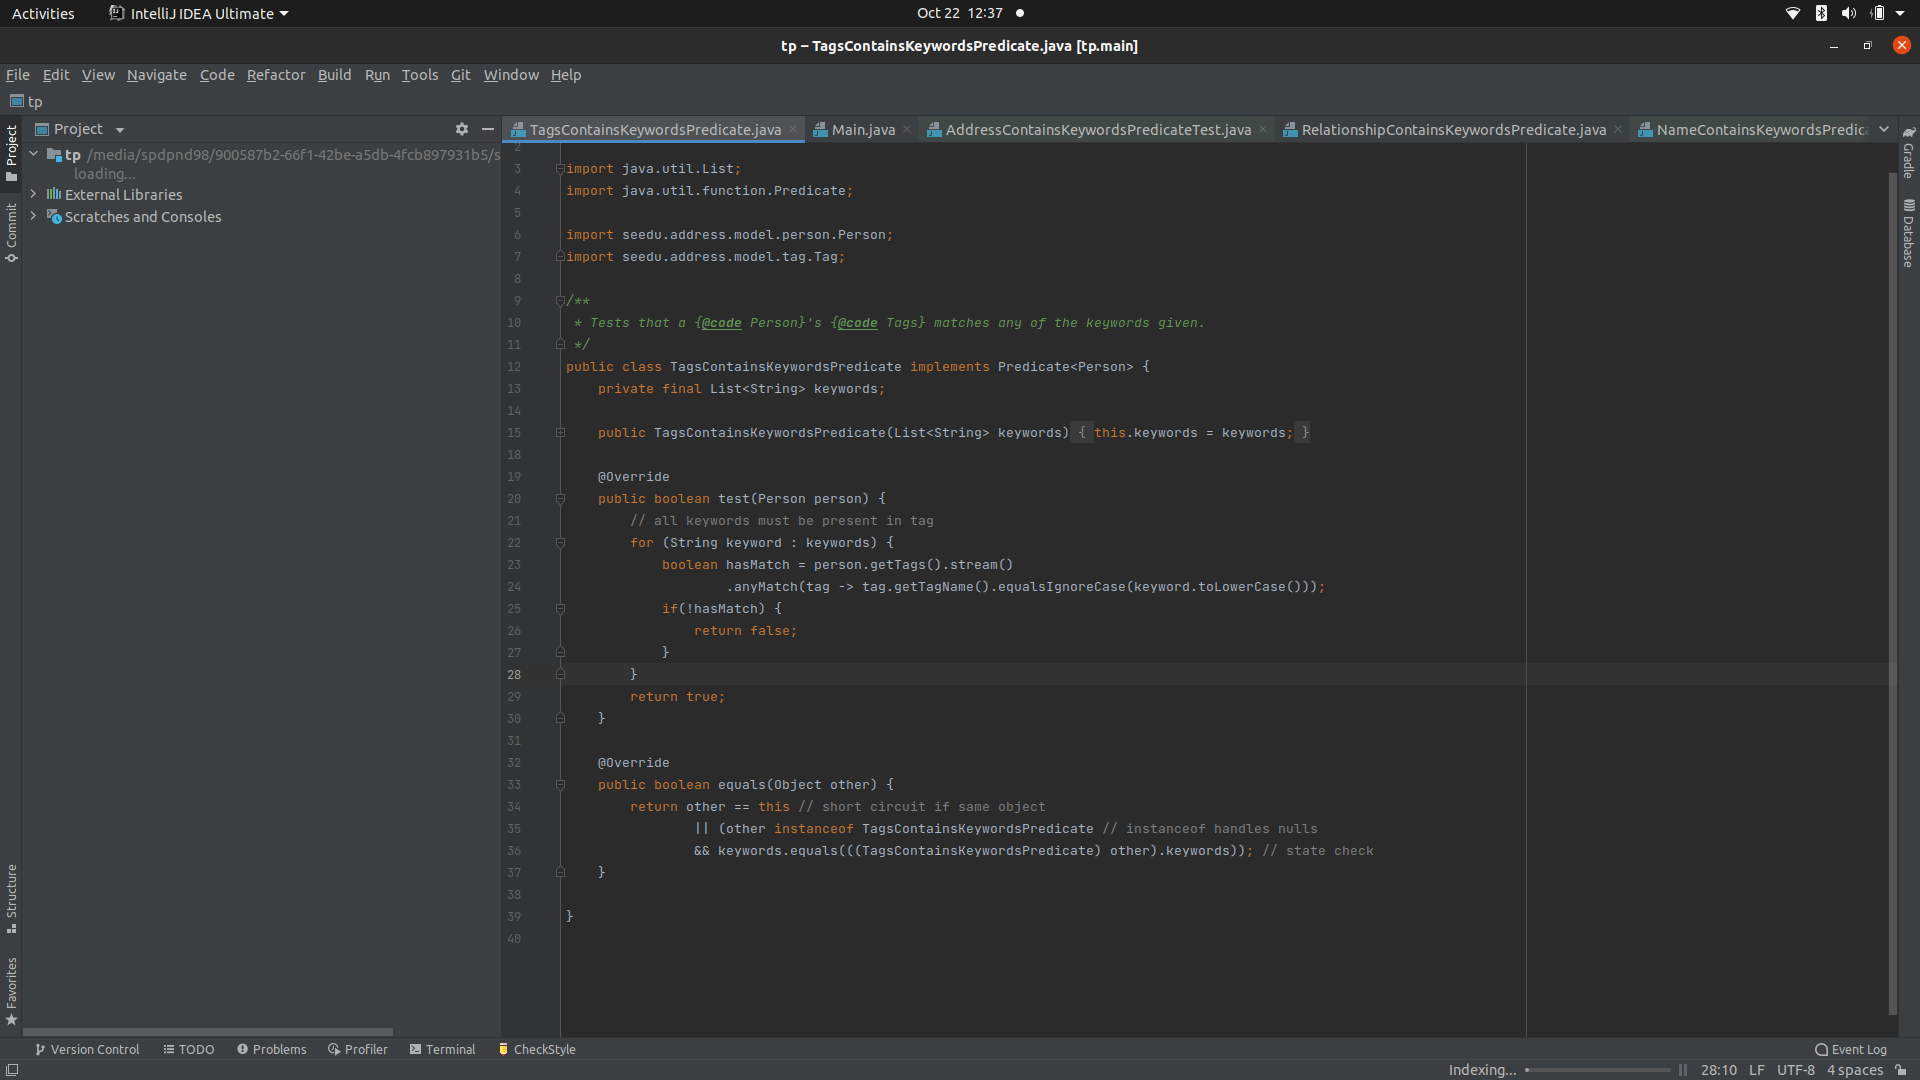 Activities IntelliJ IDEA Ultimate Oct 22 12:37
tp – TagsContainsKeywordsPredicate.java [tp.main]
File Edit View Navigate Code Refactor Build Run Tools Git Window Help
tp
Project
TagsContainsKeywordsPredicate.java Main.java AddressContainsKeywordsPredicateTest.java RelationshipContainsKeywordsPredicate.java NameContainsKeywordsPredica
tp /media/spdpnd98/900587b2-66f1-42be-a5db-4fcb897931b5/s
loading...
External Libraries
Scratches and Consoles
Project
Commit
Structure
Favorites
2
3 import java.util.List;
4 import java.util.function.Predicate;
5
6 import seedu.address.model.person.Person;
7 import seedu.address.model.tag.Tag;
8
9 /**
10 * Tests that a {@code Person}'s {@code Tags} matches any of the keywords given.
11 */
12 public class TagsContainsKeywordsPredicate implements Predicate<Person> {
13 private final List<String> keywords;
14
15 public TagsContainsKeywordsPredicate(List<String> keywords) { this.keywords = keywords; }
18
19 @Override
20 public boolean test(Person person) {
21 // all keywords must be present in tag
22 for (String keyword : keywords) {
23 boolean hasMatch = person.getTags().stream()
24 .anyMatch(tag -> tag.getTagName().equalsIgnoreCase(keyword.toLowerCase()));
25 if(!hasMatch) {
26 return false;
27 }
28 }
29 return true;
30 }
31
32 @Override
33 public boolean equals(Object other) {
34 return other == this // short circuit if same object
35 || (other instanceof TagsContainsKeywordsPredicate // instanceof handles nulls
36 && keywords.equals(((TagsContainsKeywordsPredicate) other).keywords)); // state check
37 }
38
39 }
40
Gradle
Database
Version Control TODO Problems Profiler Terminal CheckStyle Event Log
Indexing... 28:10 LF UTF-8 4 spaces